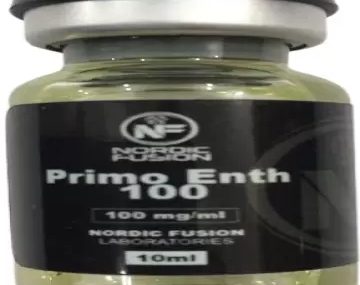 NF
NORDIC
FUSION
Primo Enth
100
100 mg/ml
NORDIC FUSION
LABORATORIES
10ml